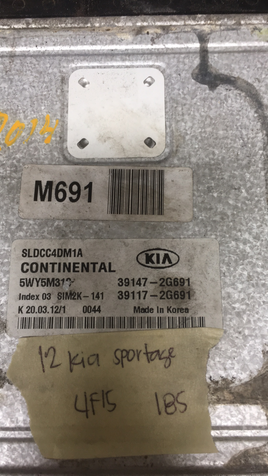 M691
SLDCC4DM1A
CONTINENTAL
KIA
39147-2G691
Index 03 SIM2K-141 39117-2G691
K 20.03.12/1 0044 Made in Korea
12 kia sportage
4F15 185